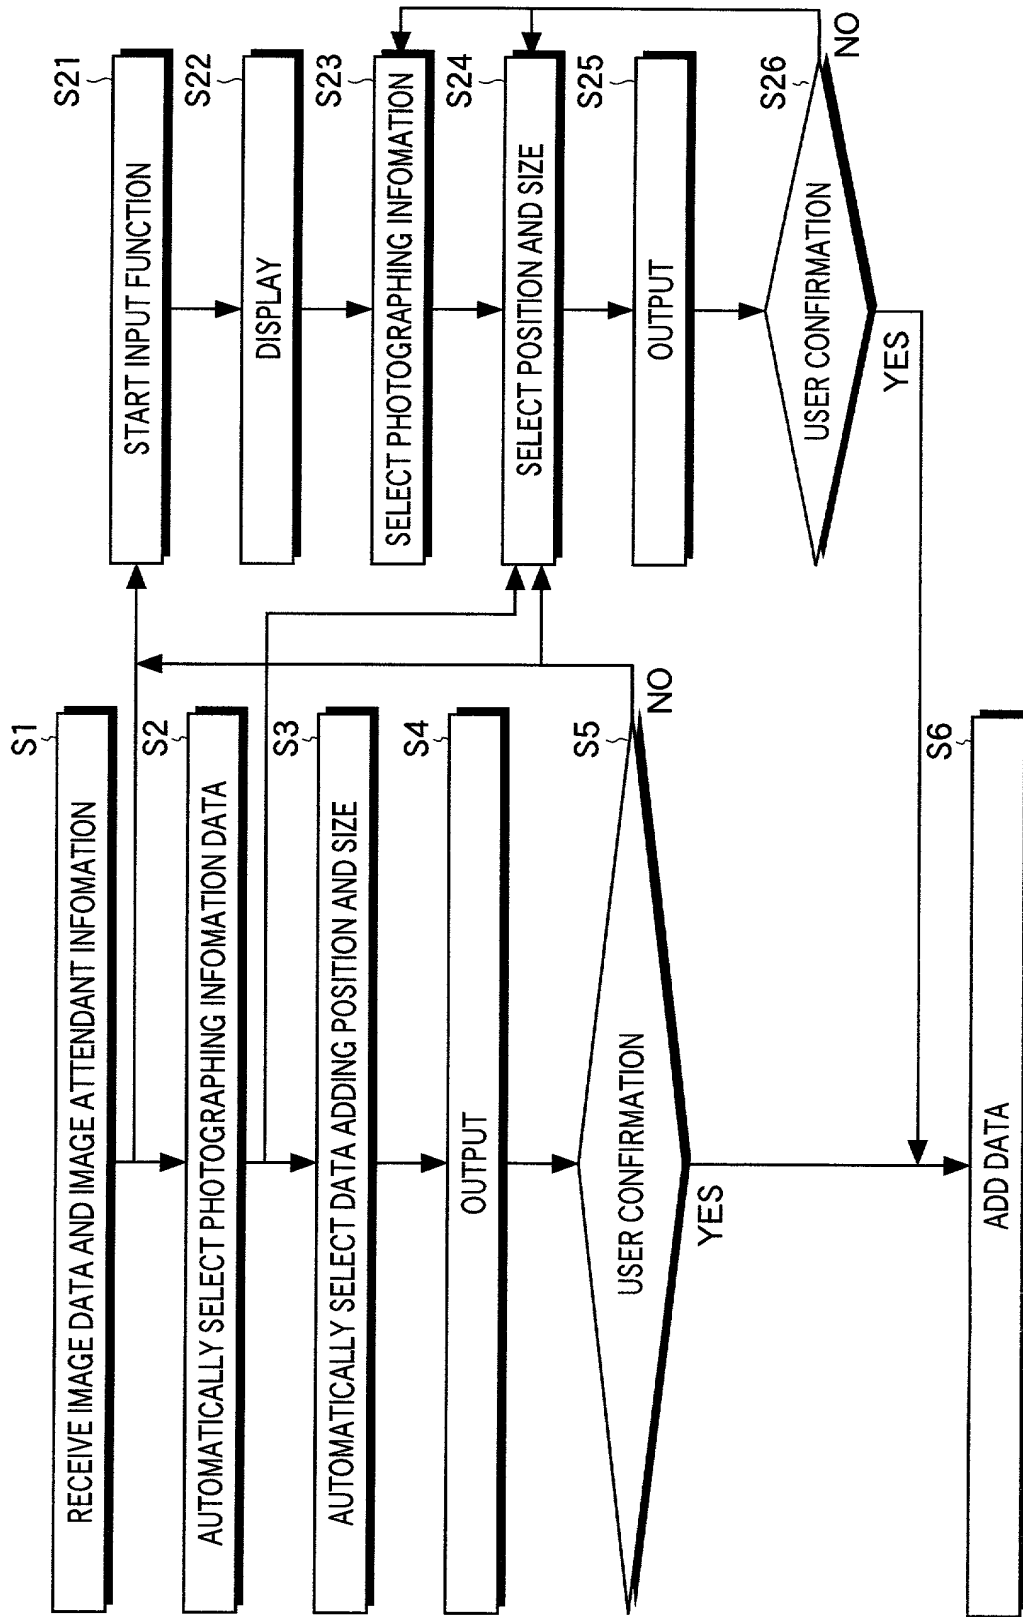 S1
RECEIVE IMAGE DATA AND IMAGE ATTENDANT INFOMATION
S2
AUTOMATICALLY SELECT PHOTOGRAPHING INFOMATION DATA
S3
AUTOMATICALLY SELECT DATA ADDING POSITION AND SIZE
S4
OUTPUT
S5
USER CONFIRMATION
NO
YES
S6
ADD DATA
S21
START INPUT FUNCTION
S22
DISPLAY
S23
SELECT PHOTOGRAPHING INFOMATION
S24
SELECT POSITION AND SIZE
S25
OUTPUT
S26
USER CONFIRMATION
NO
YES